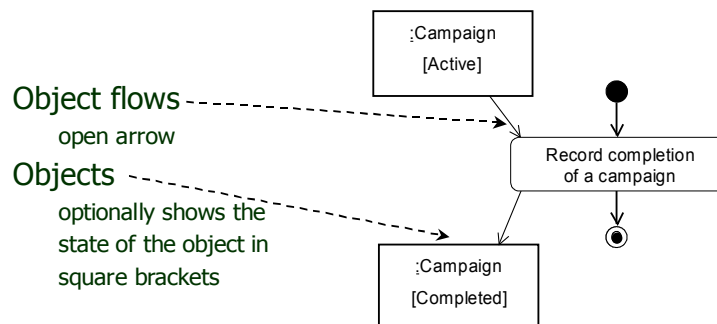 :Campaign
[Active]
Object flows
open arrow
Record completion
of a campaign
Objects
optionally shows the
state of the object in
square brackets
:Campaign
[Completed]